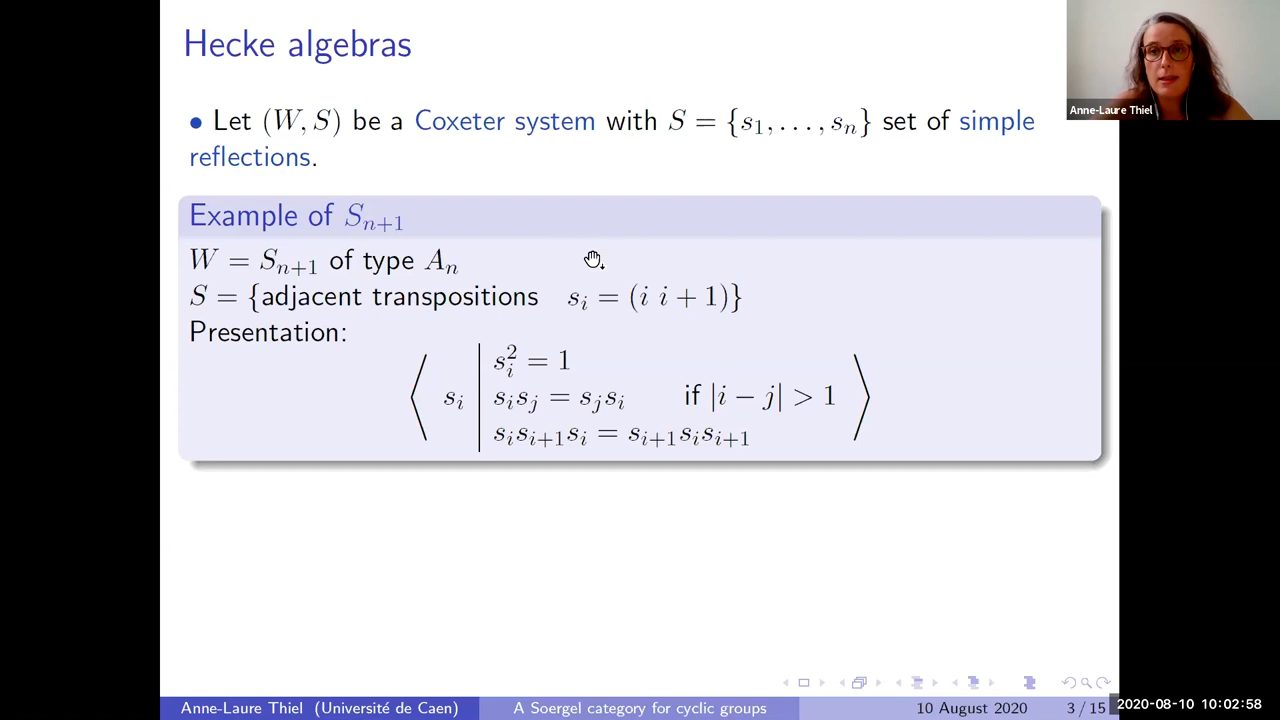 Hecke algebras
• Let (W, S) be a Coxeter system with S = {s₁, . . . , sₙ} set of simple
reflections.
Anne-Laure Thiel
Example of Sₙ₊₁
W = Sₙ₊₁ of type Aₙ
S = {adjacent transpositions sᵢ = (i i + 1)}
Presentation:
sᵢ² = 1
⟨ sᵢ | sᵢsⱼ = sⱼsᵢ if |i − j| > 1 ⟩
sᵢsᵢ₊₁sᵢ = sᵢ₊₁sᵢsᵢ₊₁
Anne-Laure Thiel (Université de Caen) A Soergel category for cyclic groups 10 August 2020 3 / 15
2020-08-10 10:02:58